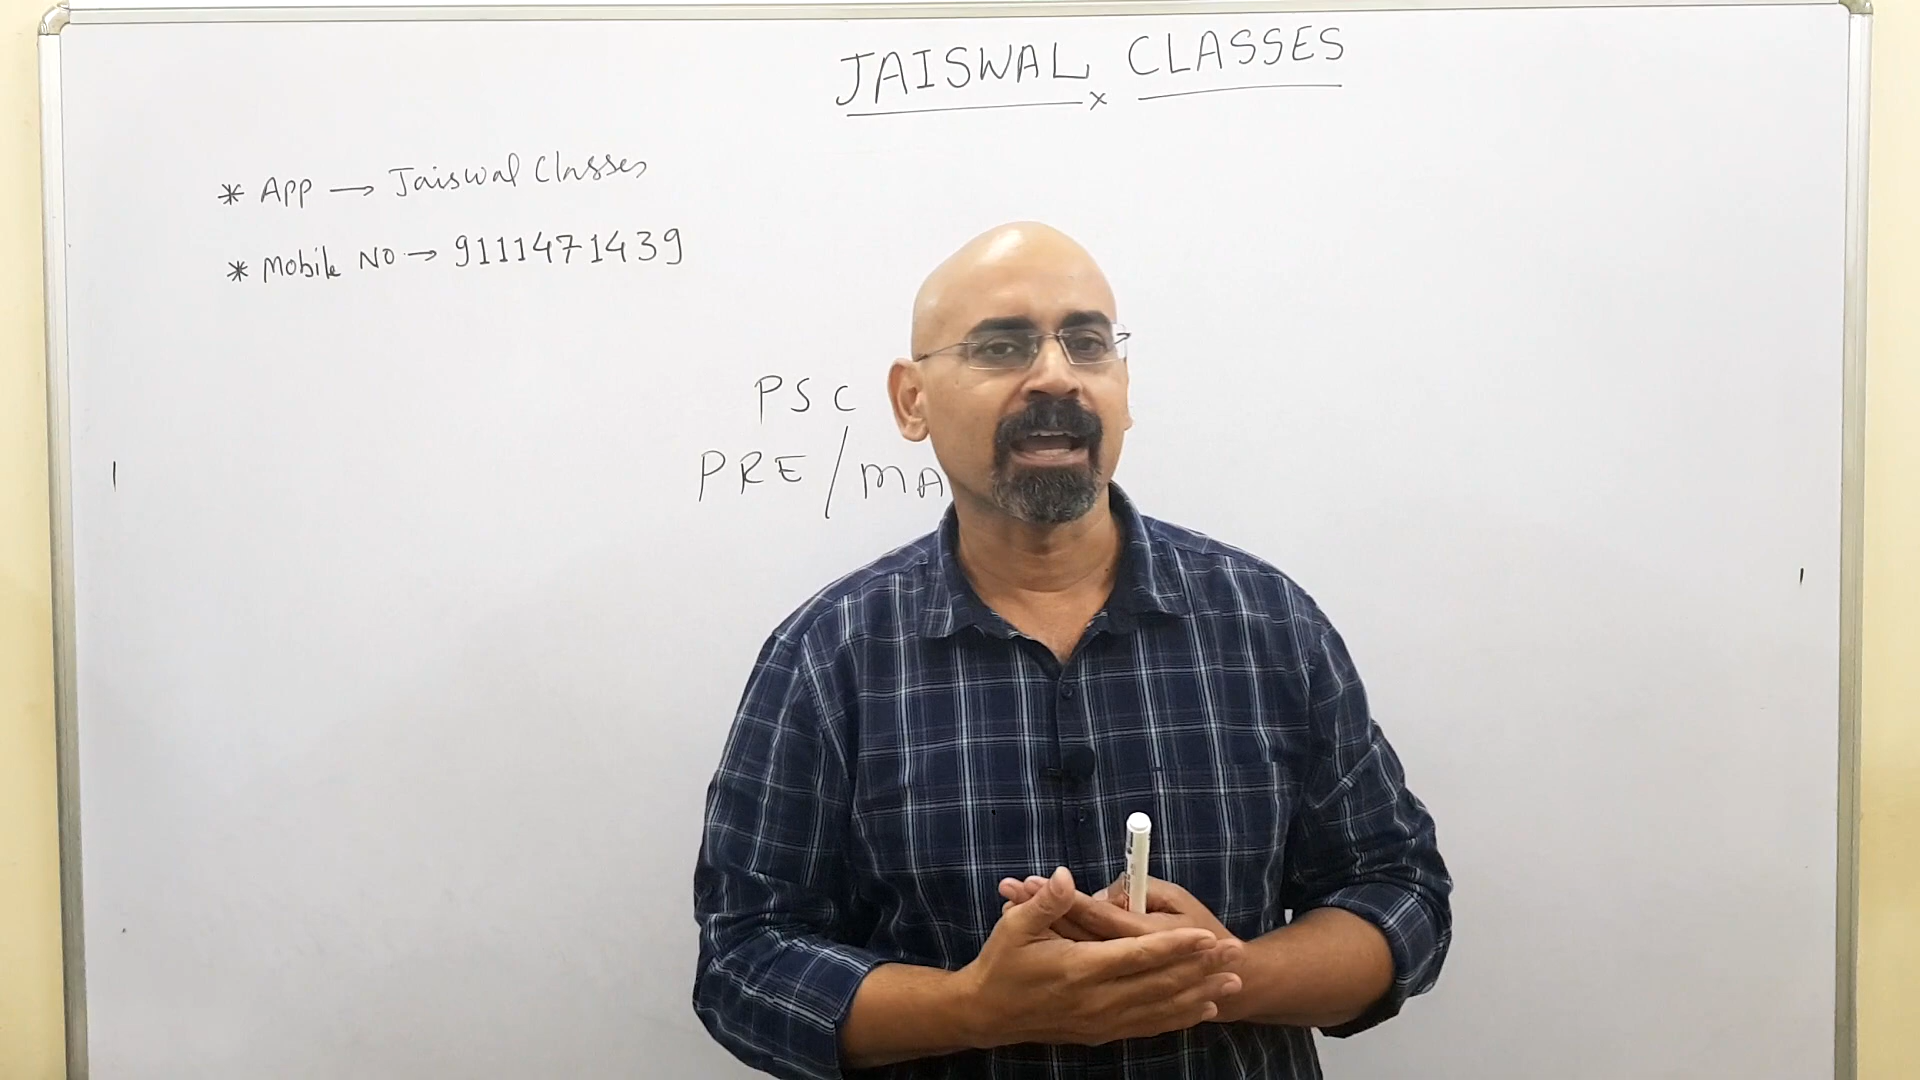 JAISWAL CLASSES
* App → Jaiswal Classes
* Mobile NO → 9111471439
PSC
PRE/MA